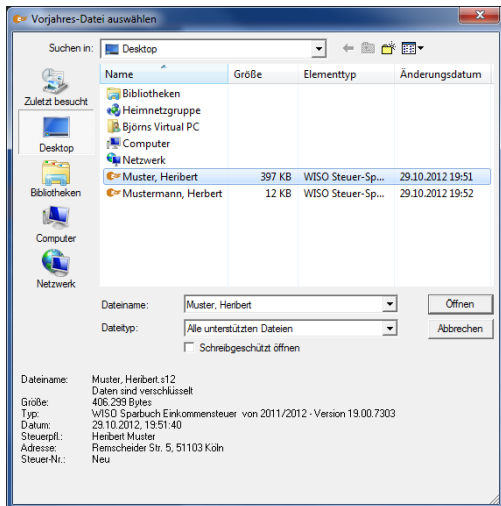 Vorjahres-Datei auswählen
Suchen in: Desktop
Name Größe Elementtyp Änderungsdatum
Zuletzt besucht
Desktop
Bibliotheken
Computer
Netzwerk
Bibliotheken
Heimnetzgruppe
Björns Virtual PC
Computer
Netzwerk
Muster, Heribert 397 KB WISO Steuer-Sp... 29.10.2012 19:51
Mustermann, Herbert 12 KB WISO Steuer-Sp... 29.10.2012 19:52
Dateiname: Muster, Heribert Öffnen
Dateityp: Alle unterstützten Dateien Abbrechen
Schreibgeschützt öffnen
Dateiname: Muster, Heribert.s12
Daten sind verschlüsselt
Größe: 406.299 Bytes
Typ: WISO Sparbuch Einkommensteuer von 2011/2012 - Version 19.00.7303
Datum: 29.10.2012, 19:51:40
Steuerpfl.: Heribert Muster
Adresse: Remscheider Str. 5, 51103 Köln
Steuer-Nr.: Neu